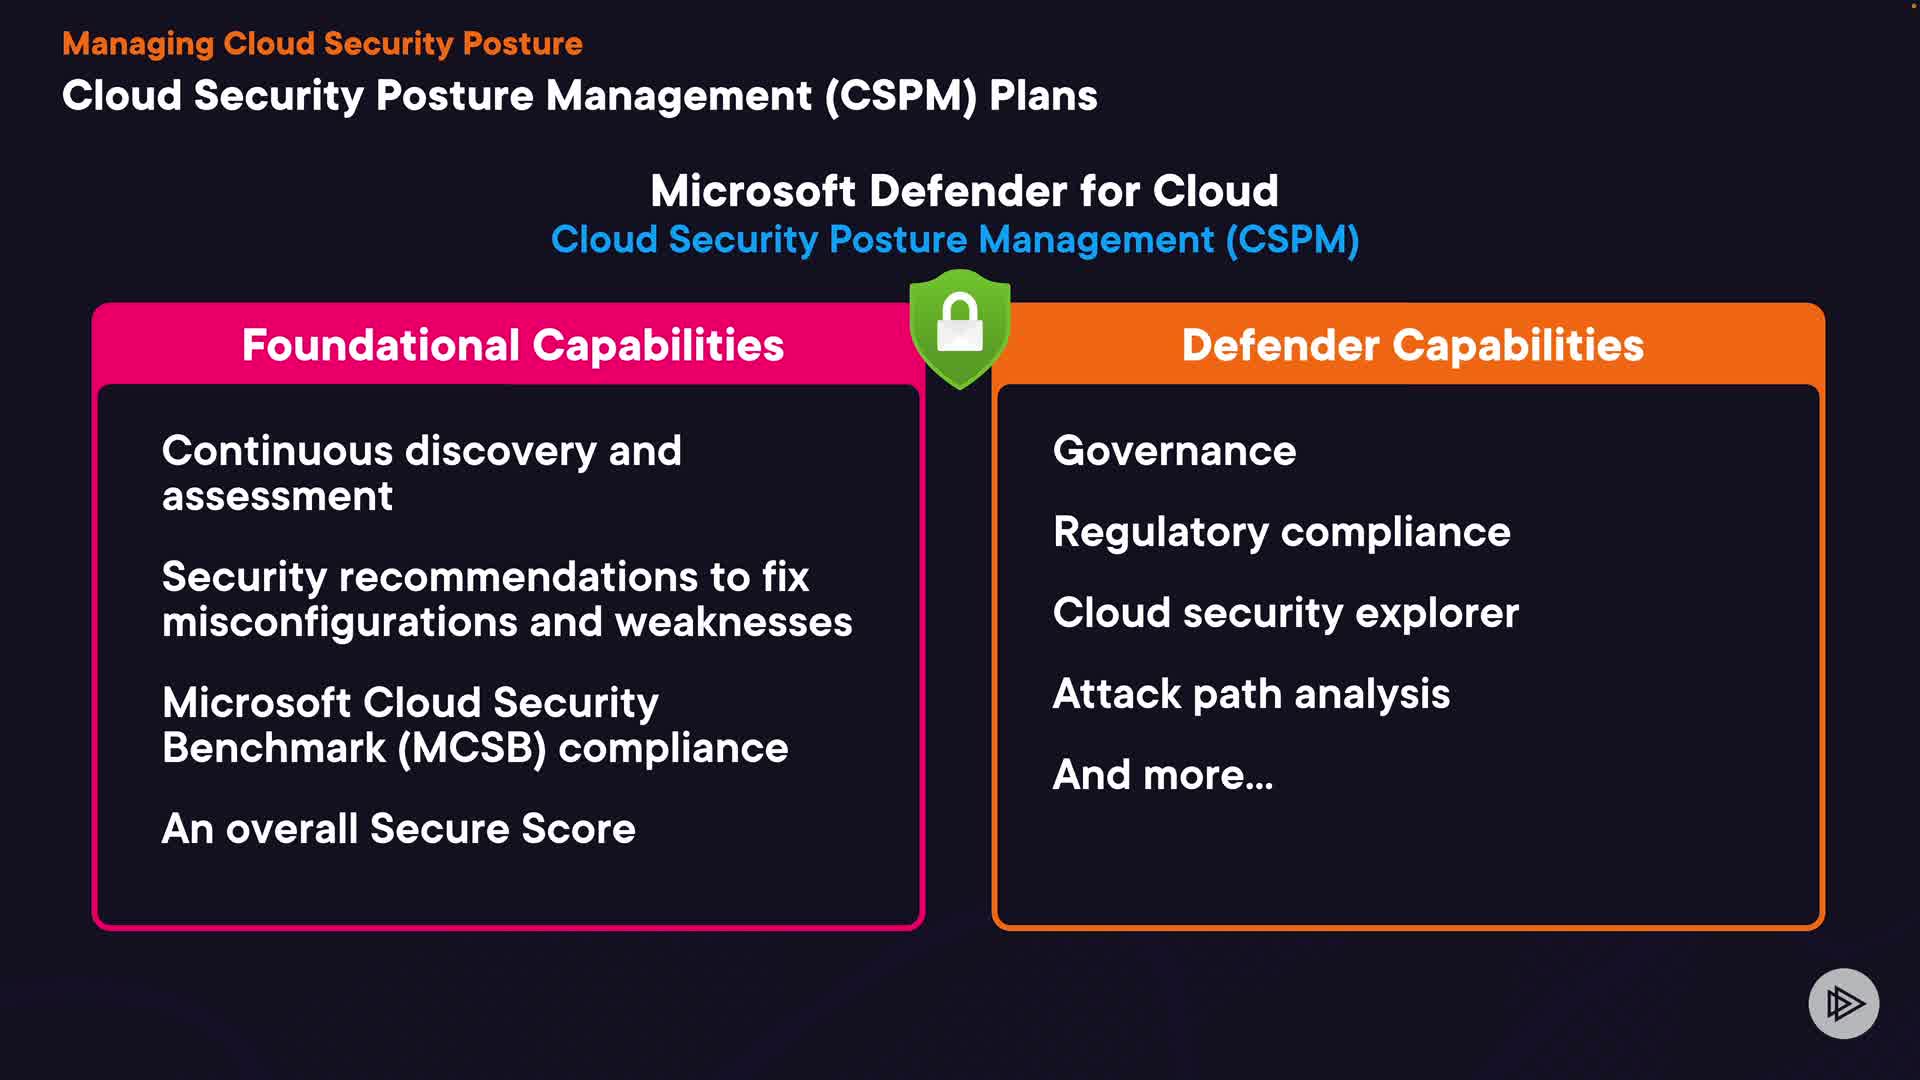 Managing Cloud Security Posture
Cloud Security Posture Management (CSPM) Plans
Microsoft Defender for Cloud
Cloud Security Posture Management (CSPM)
Foundational Capabilities
Continuous discovery and
assessment
Security recommendations to fix
misconfigurations and weaknesses
Microsoft Cloud Security
Benchmark (MCSB) compliance
An overall Secure Score
Defender Capabilities
Governance
Regulatory compliance
Cloud security explorer
Attack path analysis
And more...